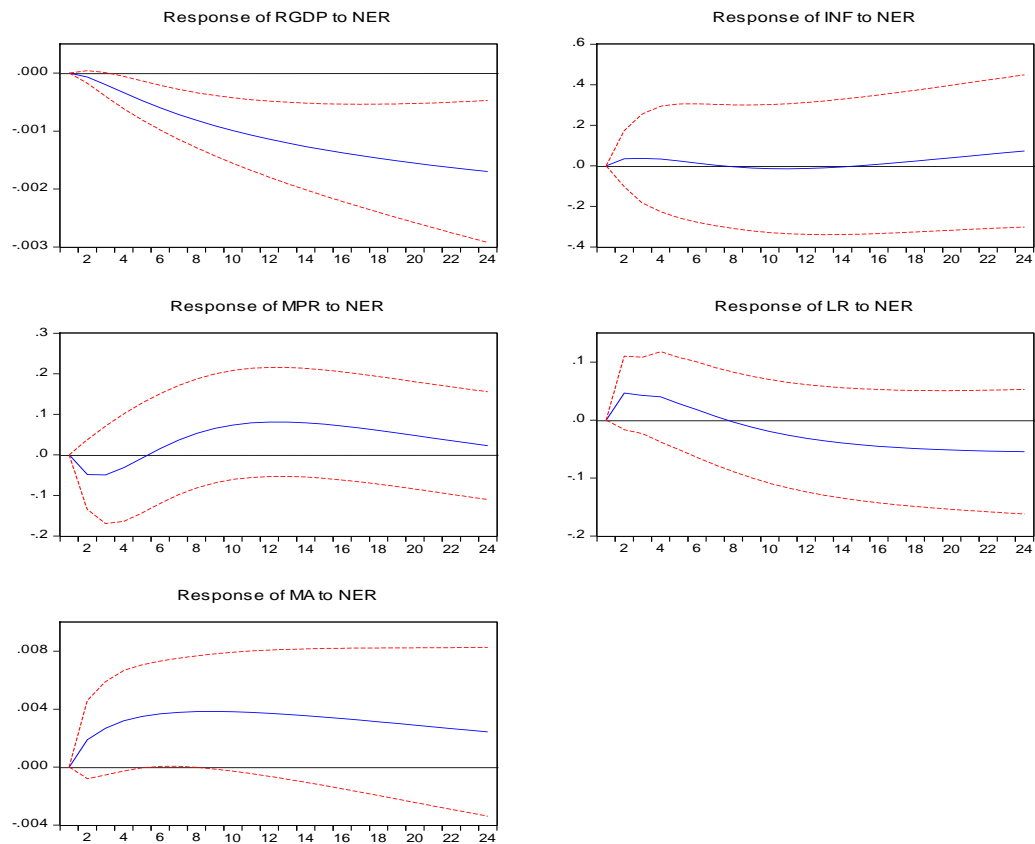 Response of RGDP to NER
.000
-.001
-.002
-.003
2 4 6 8 10 12 14 16 18 20 22 24
Response of INF to NER
.6
.4
.2
.0
-.2
-.4
2 4 6 8 10 12 14 16 18 20 22 24
Response of MPR to NER
.3
.2
.1
.0
-.1
-.2
2 4 6 8 10 12 14 16 18 20 22 24
Response of LR to NER
.1
.0
-.1
-.2
2 4 6 8 10 12 14 16 18 20 22 24
Response of MA to NER
.008
.004
.000
-.004
2 4 6 8 10 12 14 16 18 20 22 24